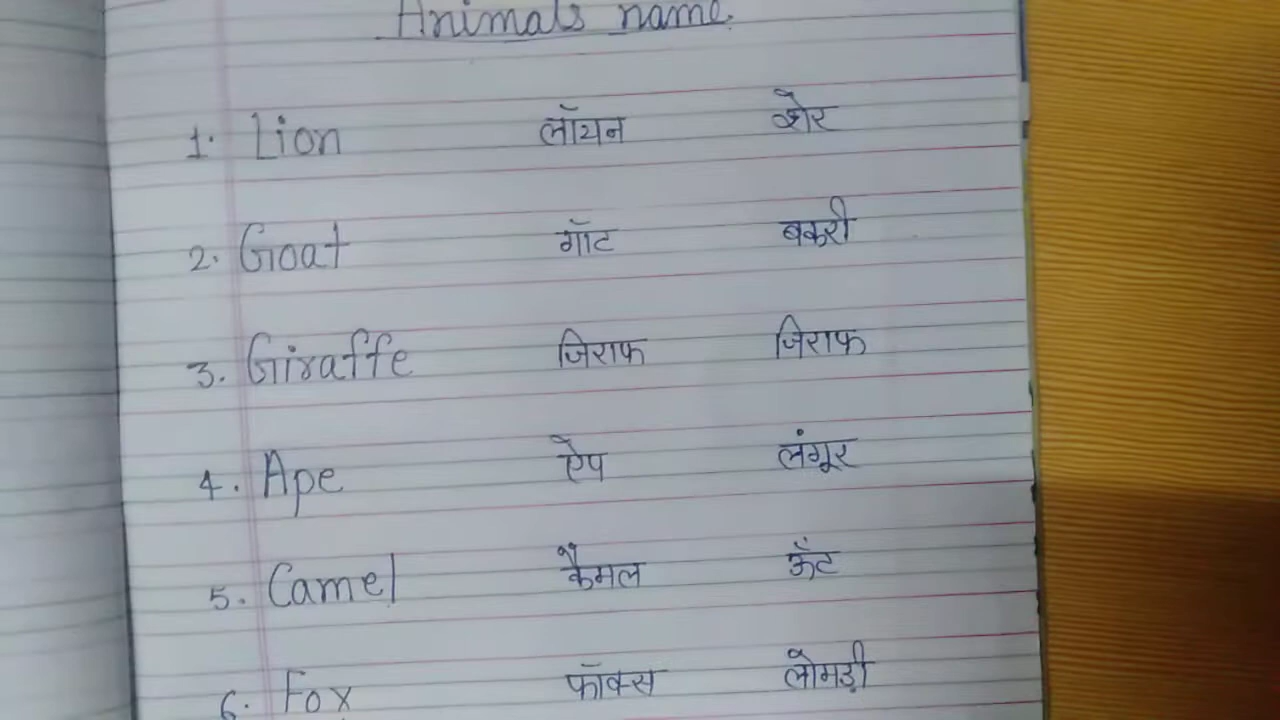 Animals name
1. Lion लॉयन शेर
2. Goat गॉट बकरी
3. Giraffe जिराफ जिराफ
4. Ape ऐप लंगूर
5. Camel कैमल ऊँट
6. Fox फॉक्स लोमड़ी